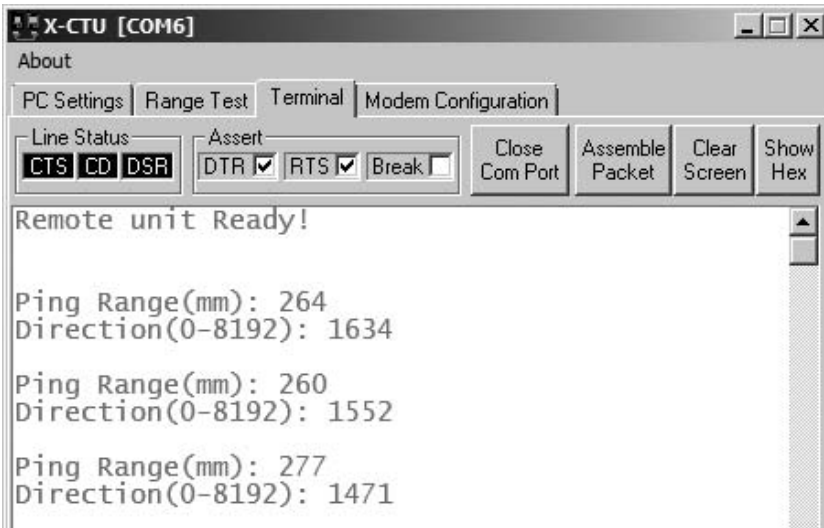 X-CTU [COM6]
About
PC Settings Range Test Terminal Modem Configuration
Line Status Assert
CTS CD DSR DTR RTS Break
Close Com Port
Assemble Packet
Clear Screen
Show Hex
Remote unit Ready!
Ping Range(mm): 264
Direction(0-8192): 1634
Ping Range(mm): 260
Direction(0-8192): 1552
Ping Range(mm): 277
Direction(0-8192): 1471